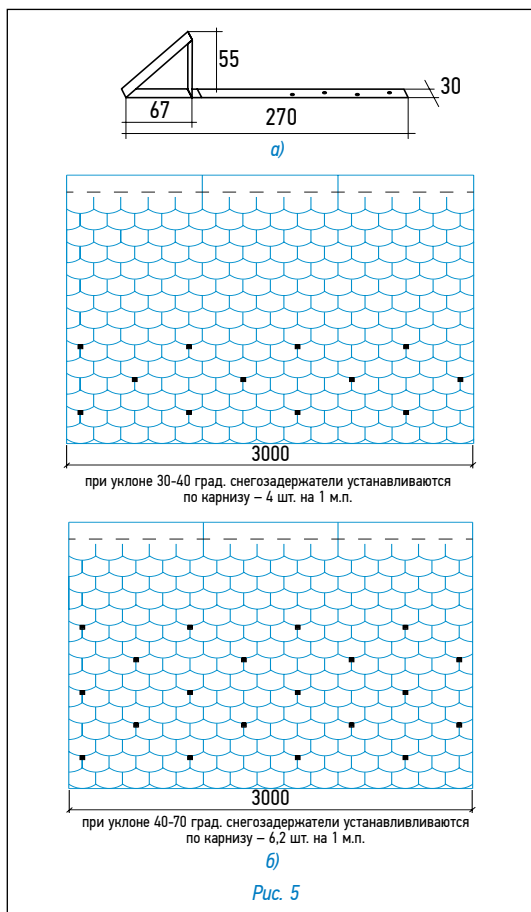 55
30
67
270
а)
3000
при уклоне 30-40 град. снегозадержатели устанавливаются
по карнизу – 4 шт. на 1 м.п.
3000
при уклоне 40-70 град. снегозадержатели устанавливливаются
по карнизу – 6,2 шт. на 1 м.п.
б)
Рис. 5